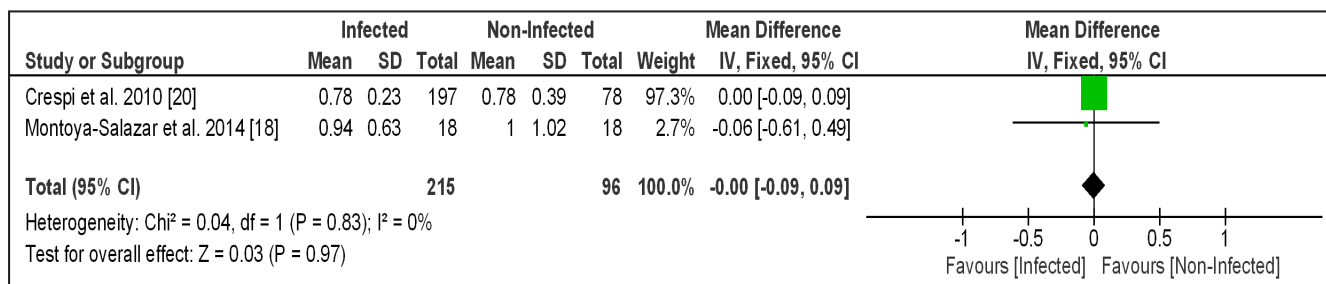 Infected Non-Infected Mean Difference Mean Difference
Study or Subgroup Mean SD Total Mean SD Total Weight IV, Fixed, 95% CI IV, Fixed, 95% CI
Crespi et al. 2010 [20] 0.78 0.23 197 0.78 0.39 78 97.3% 0.00 [-0.09, 0.09]
Montoya-Salazar et al. 2014 [18] 0.94 0.63 18 1 1.02 18 2.7% -0.06 [-0.61, 0.49]
Total (95% CI) 215 96 100.0% -0.00 [-0.09, 0.09]
Heterogeneity: Chi² = 0.04, df = 1 (P = 0.83); I² = 0%
Test for overall effect: Z = 0.03 (P = 0.97)
-1 -0.5 0 0.5 1
Favours [Infected] Favours [Non-Infected]